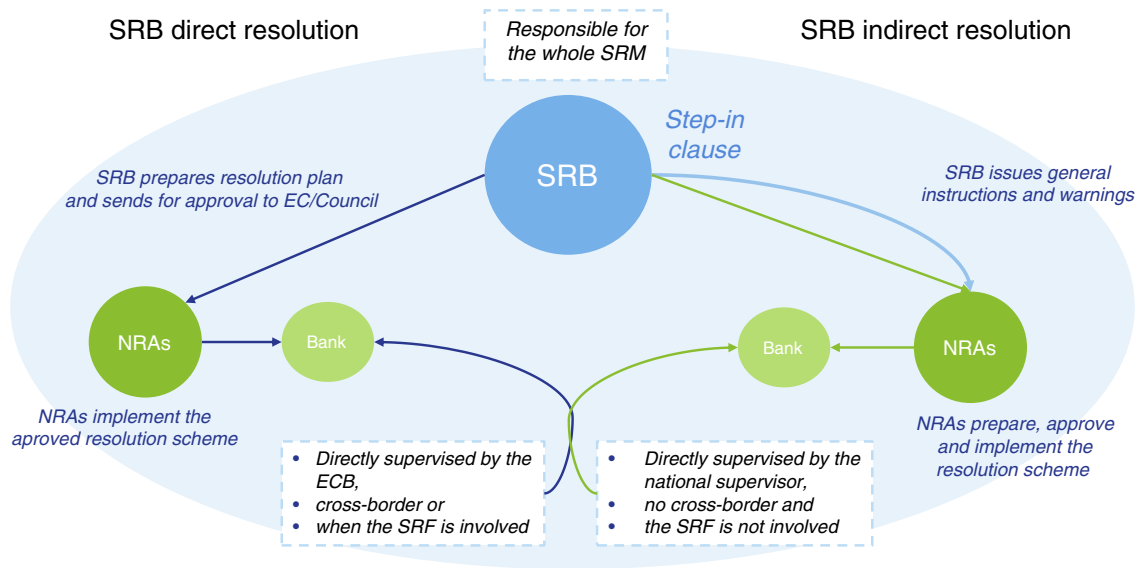 SRB direct resolution
Responsible for
the whole SRM
SRB indirect resolution
Step-in
clause
SRB
SRB prepares resolution plan
and sends for approval to EC/Council
SRB issues general
instructions and warnings
NRAs
Bank
Bank
NRAs
NRAs implement the
aproved resolution scheme
NRAs prepare, approve
and implement the
resolution scheme
• Directly supervised by the
ECB,
• cross-border or
• when the SRF is involved
• Directly supervised by the
national supervisor,
• no cross-border and
• the SRF is not involved